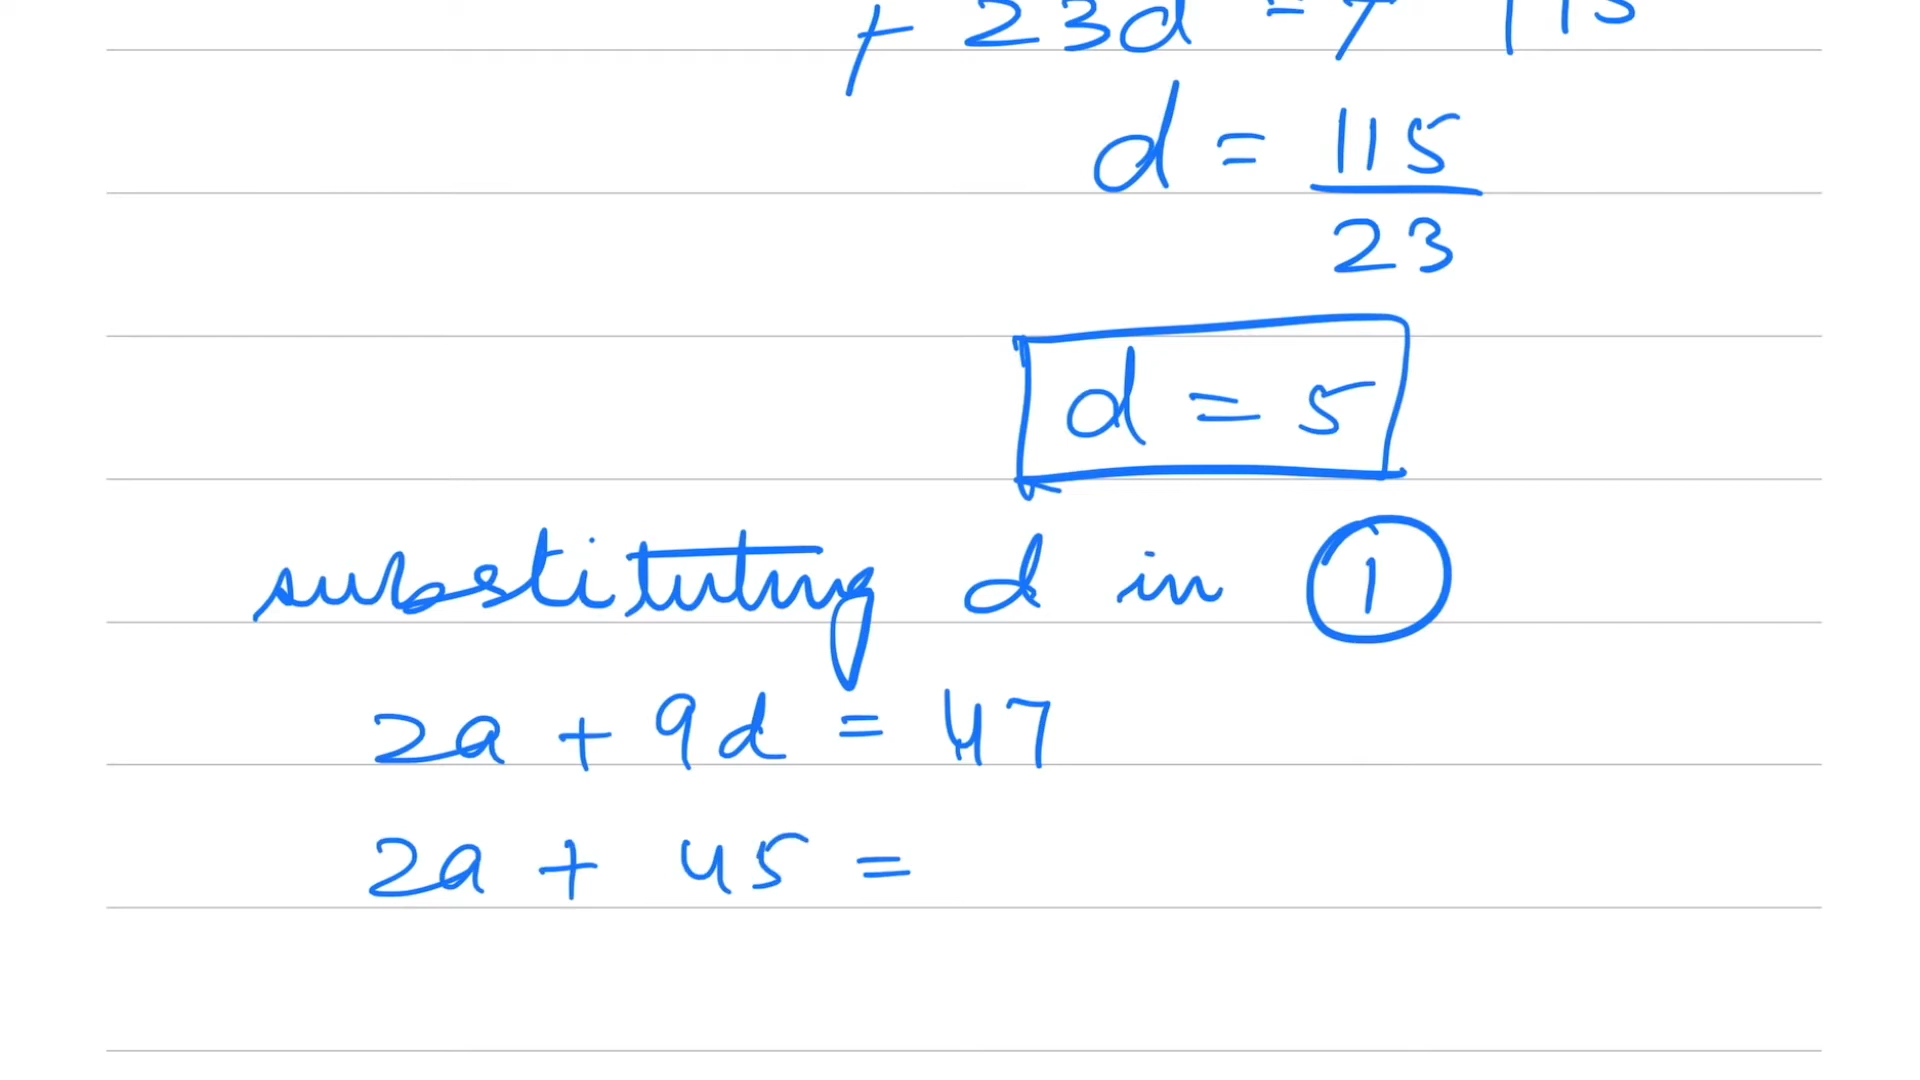 + 23d = + 115
d = 115
23
d = 5
substituting d in 1
2a + 9d = 47
2a + 45 =